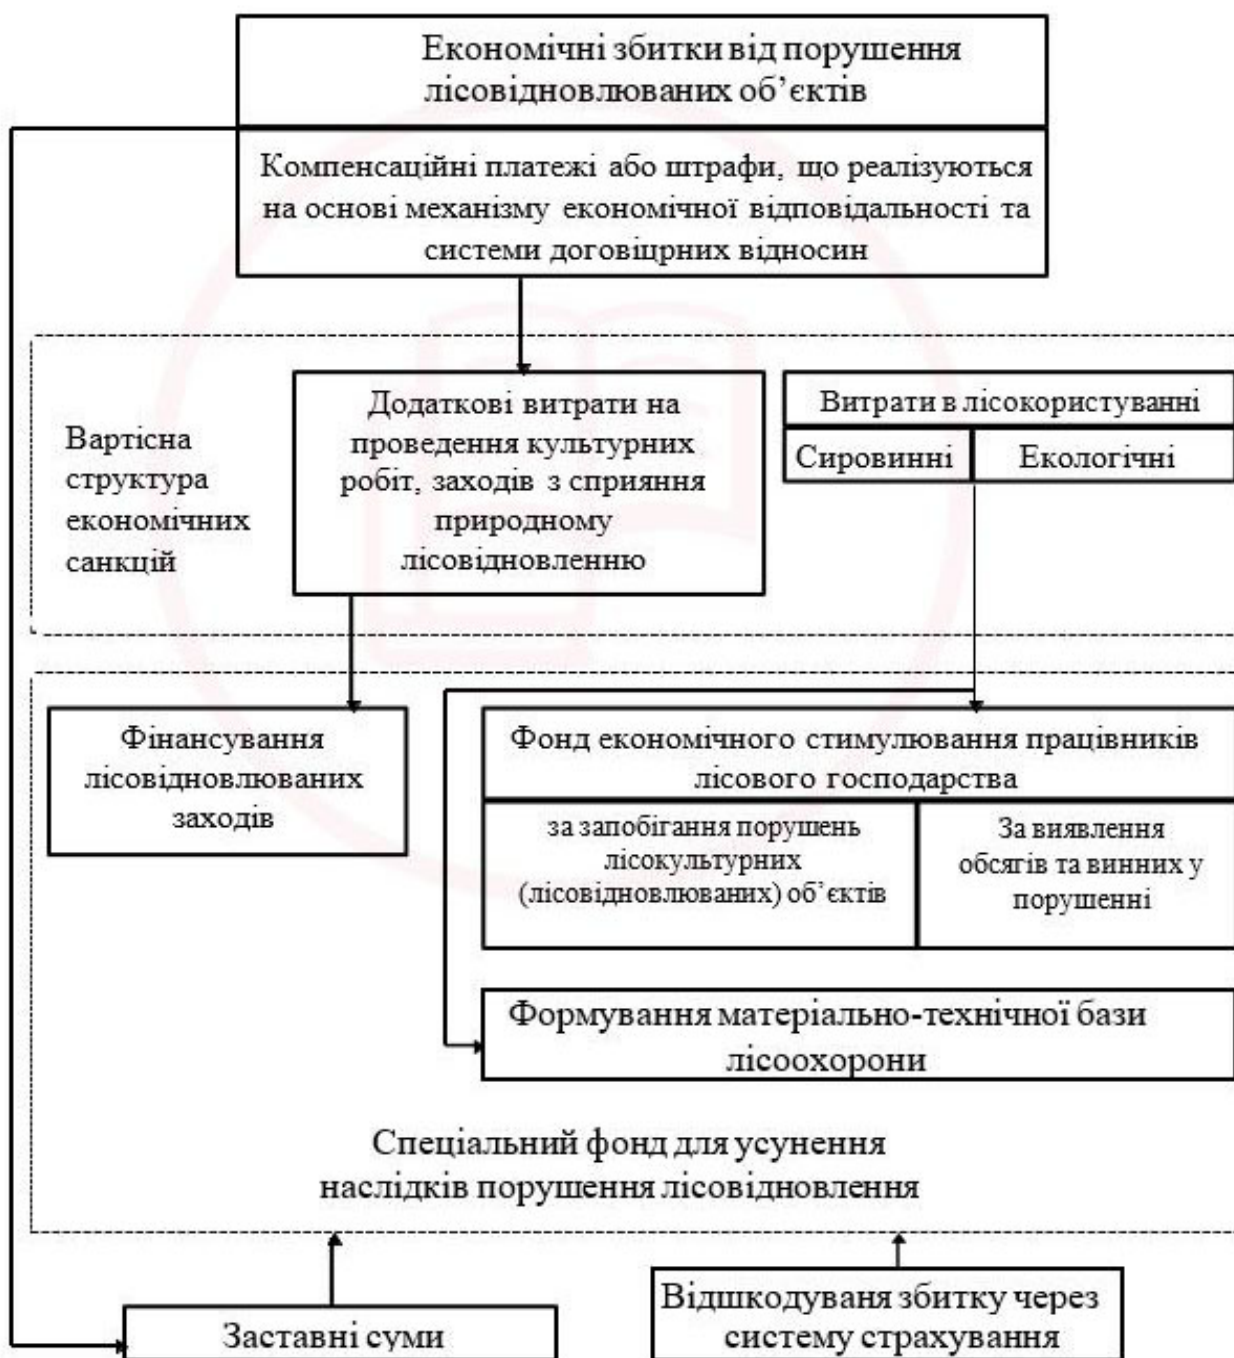 Економічні збитки від порушення
лісовідновлюваних об’єктів
Компенсаційні платежі або штрафи, що реалізуються
на основі механізму економічної відповідальності та
системи договіцрних відносин
Вартісна
структура
економічних
санкцій
Додаткові витрати на
проведення культурних
робіт, заходів з сприяння
природному
лісовідновленню
Витрати в лісокористуванні
Сировинні
Екологічні
Фінансування
лісовідновлюваних
заходів
Фонд економічного стимулювання працівників
лісового господарства
за запобігання порушень
лісокультурних
(лісовідновлюваних) об’єктів
За виявлення
обсягів та винних у
порушенні
Формування матеріально-технічної бази
лісоохорони
Спеціальний фонд для усунення
наслідків порушення лісовідновлення
Заставні суми
Відшкодуваня збитку через
систему страхування